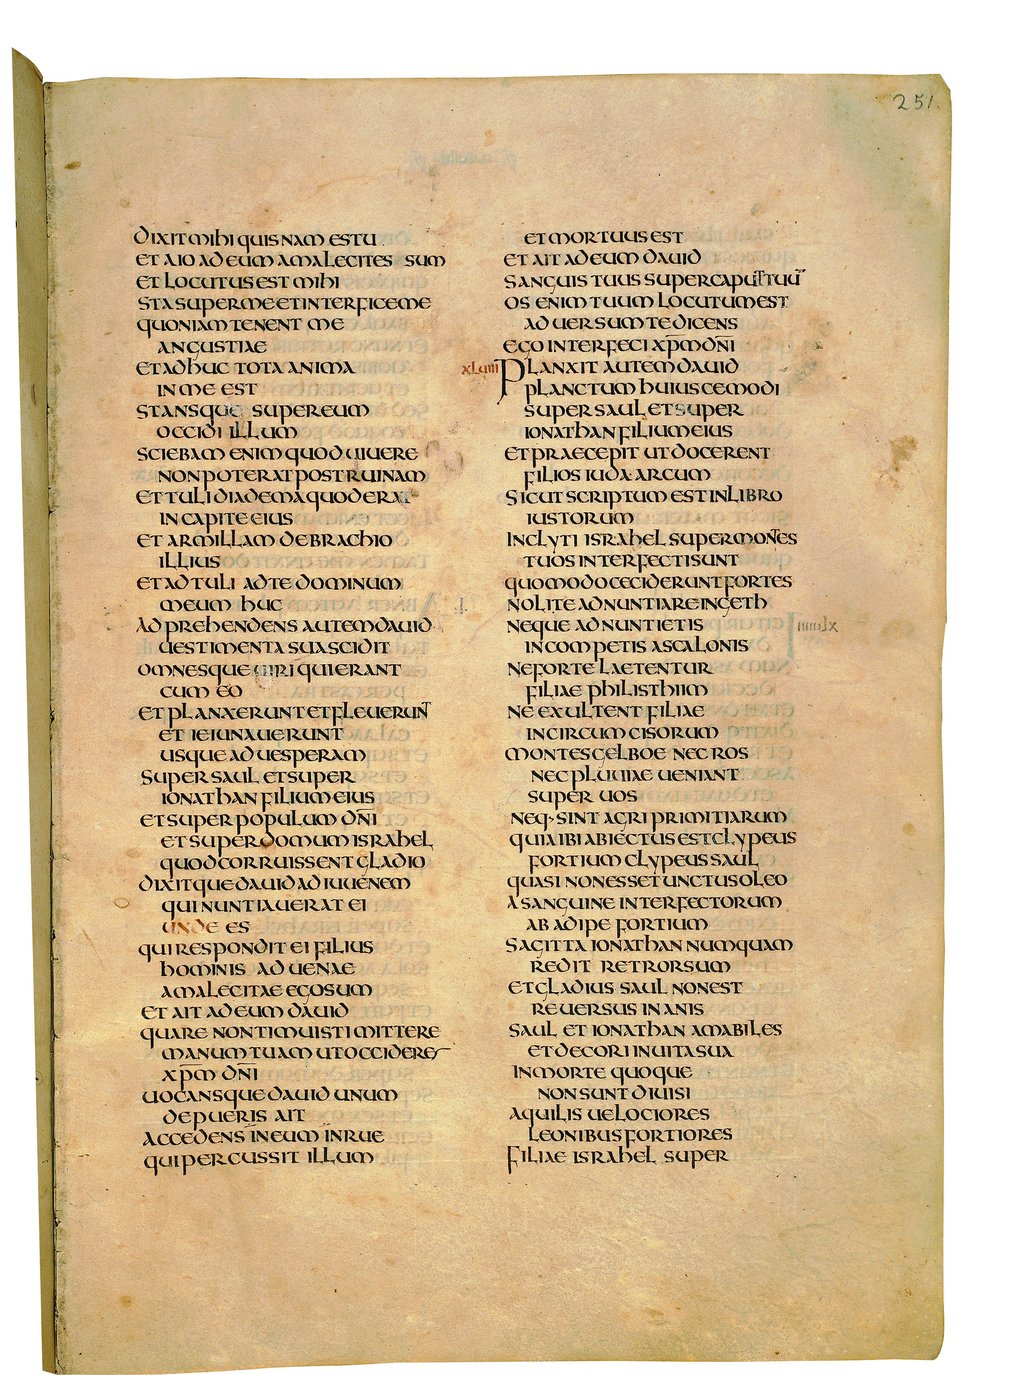 251
DIXIT MIHI QUISNAM ES TU
ET AIO AD EUM AMALECITES SUM
ET LOCUTUS EST MIHI
STA SUPER ME ET INTERFICE ME
QUONIAM TENENT ME
ANGUSTIAE
ET ADHUC TOTA ANIMA
IN ME EST
STANSQUE SUPER EUM
OCCIDI ILLUM
SCIEBAM ENIM QUOD UIUERE
NON POTERAT POST RUINAM
ET TULI DIADEMA QUOD ERAT
IN CAPITE EIUS
ET ARMILLAM DE BRACHIO
ILLIUS
ET ADTULI AD TE DOMINUM
MEUM HUC
ADPREHENDENS AUTEM DAUID
UESTIMENTA SUA SCIDIT
OMNESQUE UIRI QUI ERANT
CUM EO
ET PLANXERUNT ET FLEUERUN̄T
ET IEIUNAUERUNT
USQUE AD UESPERAM
SUPER SAUL ET SUPER
IONATHAN FILIUM EIUS
ET SUPER POPULUM DN̄I
ET SUPER DOMUM ISRAHEL
QUOD CORRUISSENT GLADIO
DIXITQUE DAUID AD IUUENEM
QUI NUNTIAUERAT EI
UNDE ES
QUI RESPONDIT EI FILIUS
HOMINIS ADUENAE
AMALECITAE EGO SUM
ET AIT AD EUM DAUID
QUARE NON TIMUISTI MITTERE
MANUM TUAM UT OCCIDERES
XP̄M DN̄I
UOCANSQUE DAUID UNUM
DE PUERIS AIT
ACCEDENS IN EUM INRUE
QUI PERCUSSIT ILLUM
ET MORTUUS EST
ET AIT AD EUM DAUID
SANGUIS TUUS SUPER CAPUT TUŪ
OS ENIM TUUM LOCUTUM EST
ADUERSUM TE DICENS
EGO INTERFECI XP̄M DN̄I
XLIIII PLANXIT AUTEM DAUID
PLANCTUM HUIUSCEMODI
SUPER SAUL ET SUPER
IONATHAN FILIUM EIUS
ET PRAECEPIT UT DOCERENT
FILIOS IUDA ARCUM
SICUT SCRIPTUM EST IN LIBRO
IUSTORUM
INCLYTI ISRAHEL SUPER MON̄TES
TUOS INTERFECTI SUNT
QUOMODO CECIDERUNT FORTES
NOLITE ADNUNTIARE IN GETH
NEQUE ADNUNTIETIS
IN COMPETIS ASCALONIS
NE FORTE LAETENTUR
FILIAE PHILISTHIIM
NE EXULTENT FILIAE
INCIRCUMCISORUM
MONTES GELBOE NEC ROS
NEC PLUUIAE UENIANT
SUPER UOS
NEQ· SINT AGRI PRIMITIARUM
QUIA IBI ABIECTUS EST CLYPEUS
FORTIUM CLYPEUS SAUL
QUASI NON ESSET UNCTUS OLEO
A SANGUINE INTERFECTORUM
AB ADIPE FORTIUM
SAGITTA IONATHAN NUMQUAM
REDIT RETRORSUM
ET GLADIUS SAUL NON EST
REUERSUS INANIS
SAUL ET IONATHAN AMABILES
ET DECORI IN UITA SUA
IN MORTE QUOQUE
NON SUNT DIUISI
AQUILIS UELOCIORES
LEONIBUS FORTIORES
FILIAE ISRAHEL SUPER